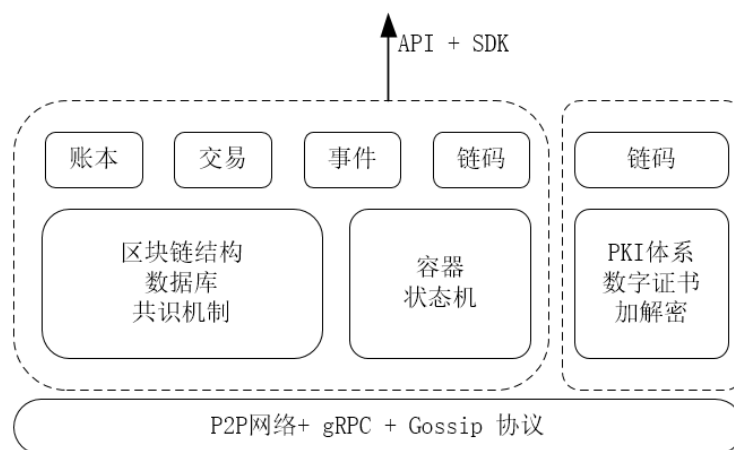 API + SDK
账本
交易
事件
链码
链码
区块链结构
数据库
共识机制
容器
状态机
PKI体系
数字证书
加解密
P2P网络+ gRPC + Gossip 协议